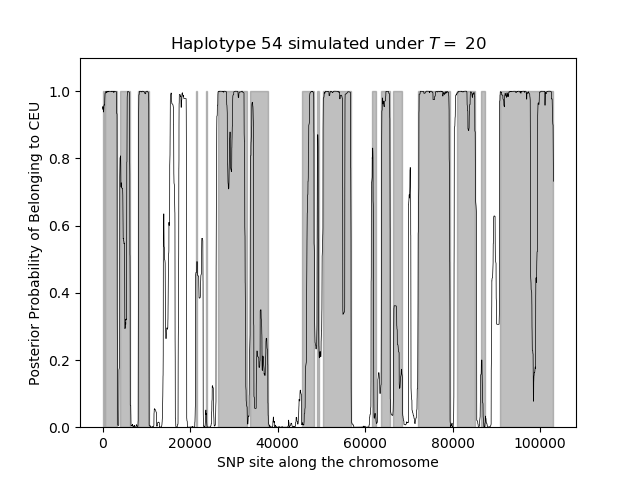 Haplotype 54 simulated under T = 20
Posterior Probability of Belonging to CEU
1.0
0.8
0.6
0.4
0.2
0.0
0 20000 40000 60000 80000 100000
SNP site along the chromosome